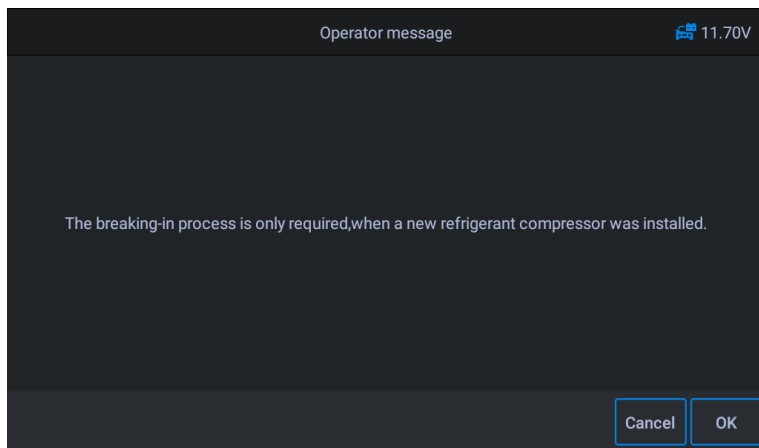 Operator message
11.70V
The breaking-in process is only required,when a new refrigerant compressor was installed.
Cancel
OK